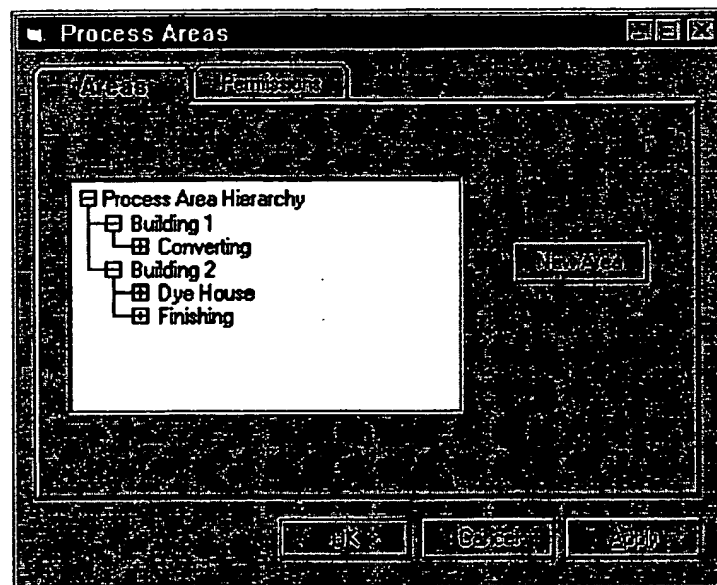 Process Areas
Areas Permissions
Process Area Hierarchy
Building 1
Converting
Building 2
Dye House
Finishing
New Area
OK Cancel Apply